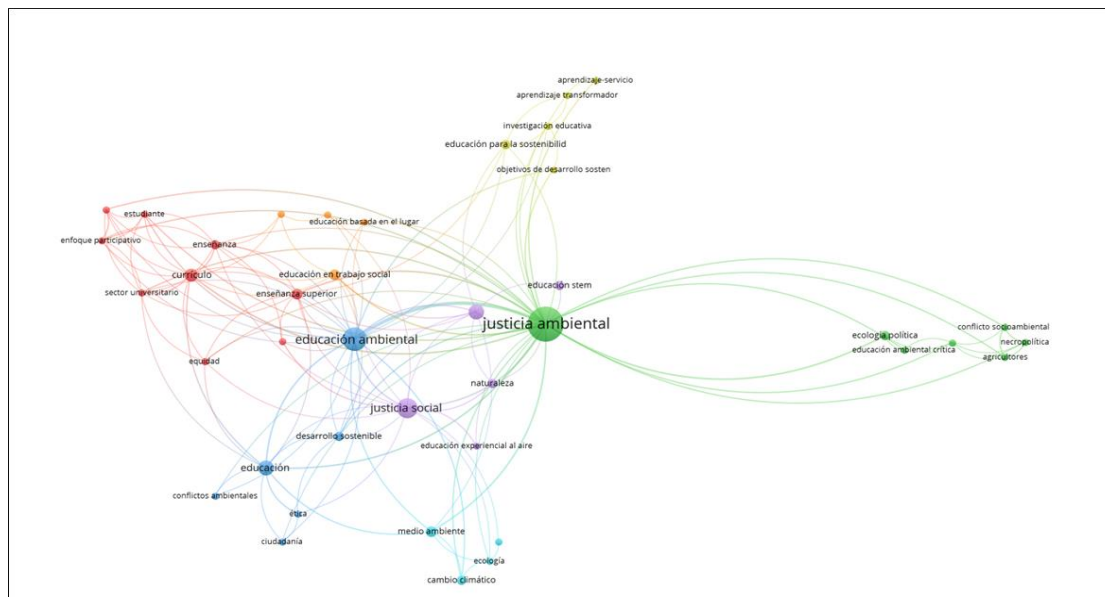 aprendizaje-servicio
aprendizaje transformador
investigación educativa
educación para la sostenibilid
objetivos de desarrollo sosten
estudiante
educación basada en el lugar
enfoque participativo
enseñanza
currículo
educación en trabajo social
sector universitario
enseñanza superior
educación stem
justicia ambiental
conflicto socioambiental
ecología política
necropolítica
educación ambiental
educación ambiental crítica
agricultores
equidad
naturaleza
justicia social
desarrollo sostenible
educación experiencial al aire
educación
conflictos ambientales
ética
medio ambiente
ciudadanía
ecología
cambio climático